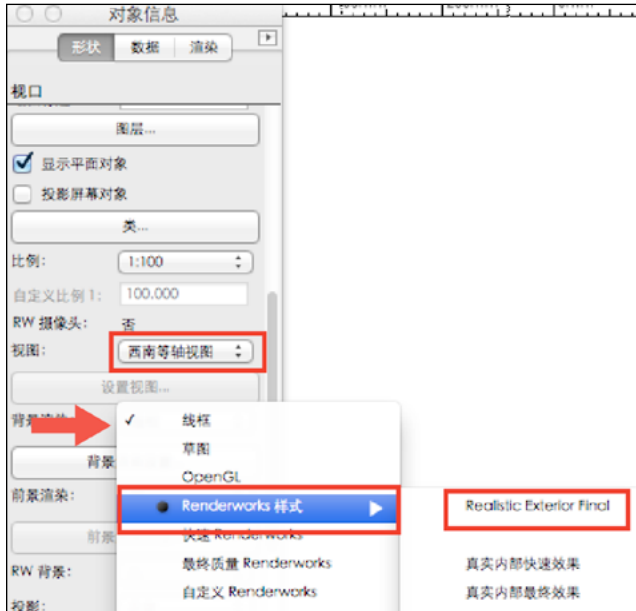 对象信息
形状 数据 渲染
视口
图层...
显示平面对象
投影屏幕对象
类...
比例: 1:100
自定义比例 1: 100.000
RW 摄像头: 否
视图: 西南等轴视图
设置视图...
线框
草图
背景
OpenGL
前景渲染:
Renderworks 样式 Realistic Exterior Final
前景
快速 Renderworks
RW 背景:
最终质量 Renderworks 真实内部快速效果
自定义 Renderworks 真实内部最终效果
投影: